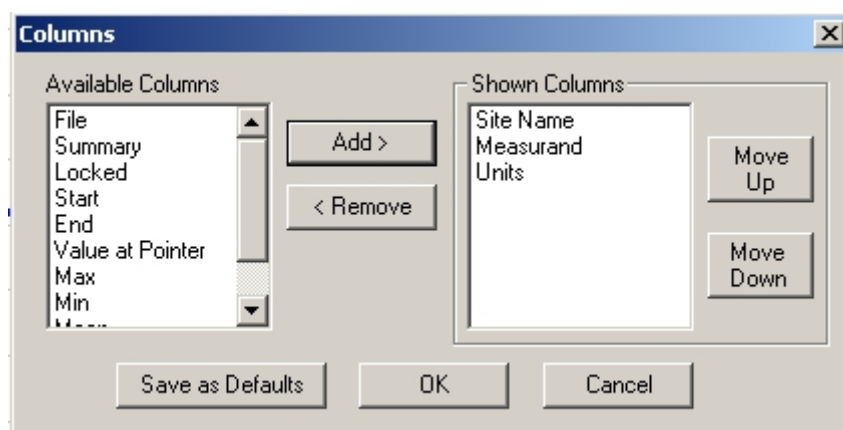 Columns
Available Columns
File
Summary
Locked
Start
End
Value at Pointer
Max
Min
Add >
< Remove
Shown Columns
Site Name
Measurand
Units
Move
Up
Move
Down
Save as Defaults
OK
Cancel